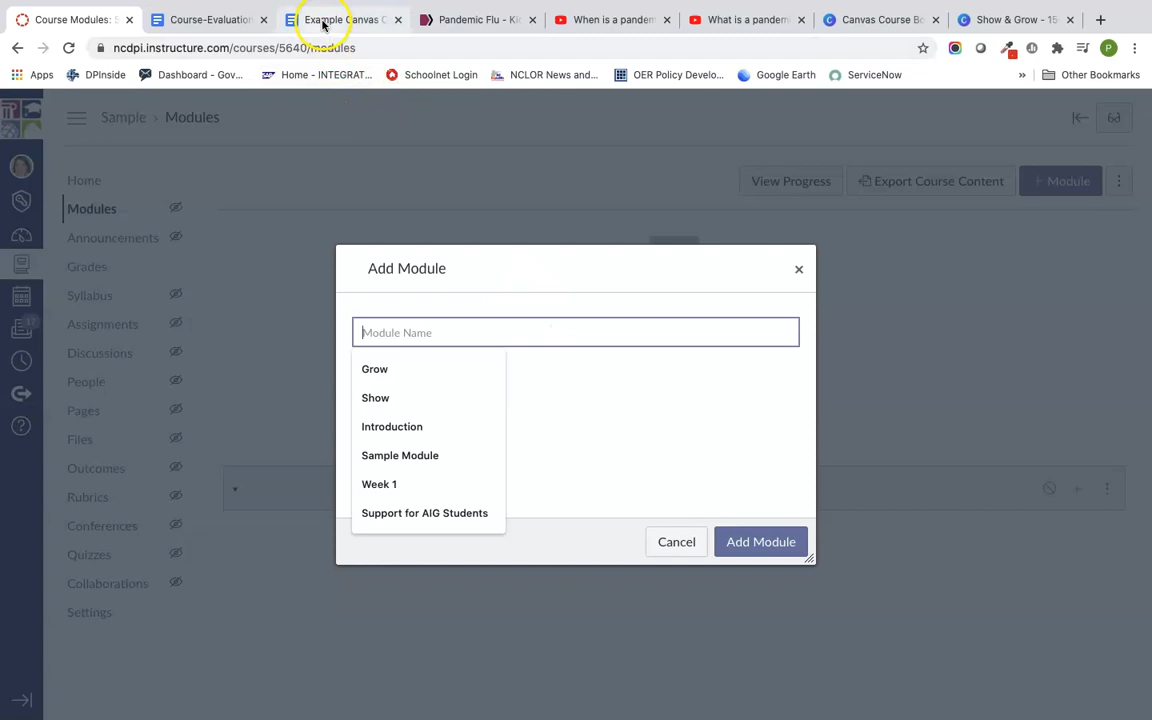 Course Modules: S
Course-Evaluation
Example Canvas C
Pandemic Flu - Kid
When is a pandem
What is a pandem
Canvas Course Bo
Show & Grow - 15
ncdpi.instructure.com/courses/5640/modules
P
Apps
DPInside
Dashboard - Gov...
Home - INTEGRAT...
Schoolnet Login
NCLOR News and...
OER Policy Develo...
Google Earth
ServiceNow
»
Other Bookmarks
Sample › Modules
Home
Modules
Announcements
Grades
Syllabus
Assignments
Discussions
People
Pages
Files
Outcomes
Rubrics
Conferences
Quizzes
Collaborations
Settings
17
View Progress
Export Course Content
+ Module
Add Module
×
Module Name
Grow
Show
Introduction
Sample Module
Week 1
Support for AIG Students
Cancel
Add Module